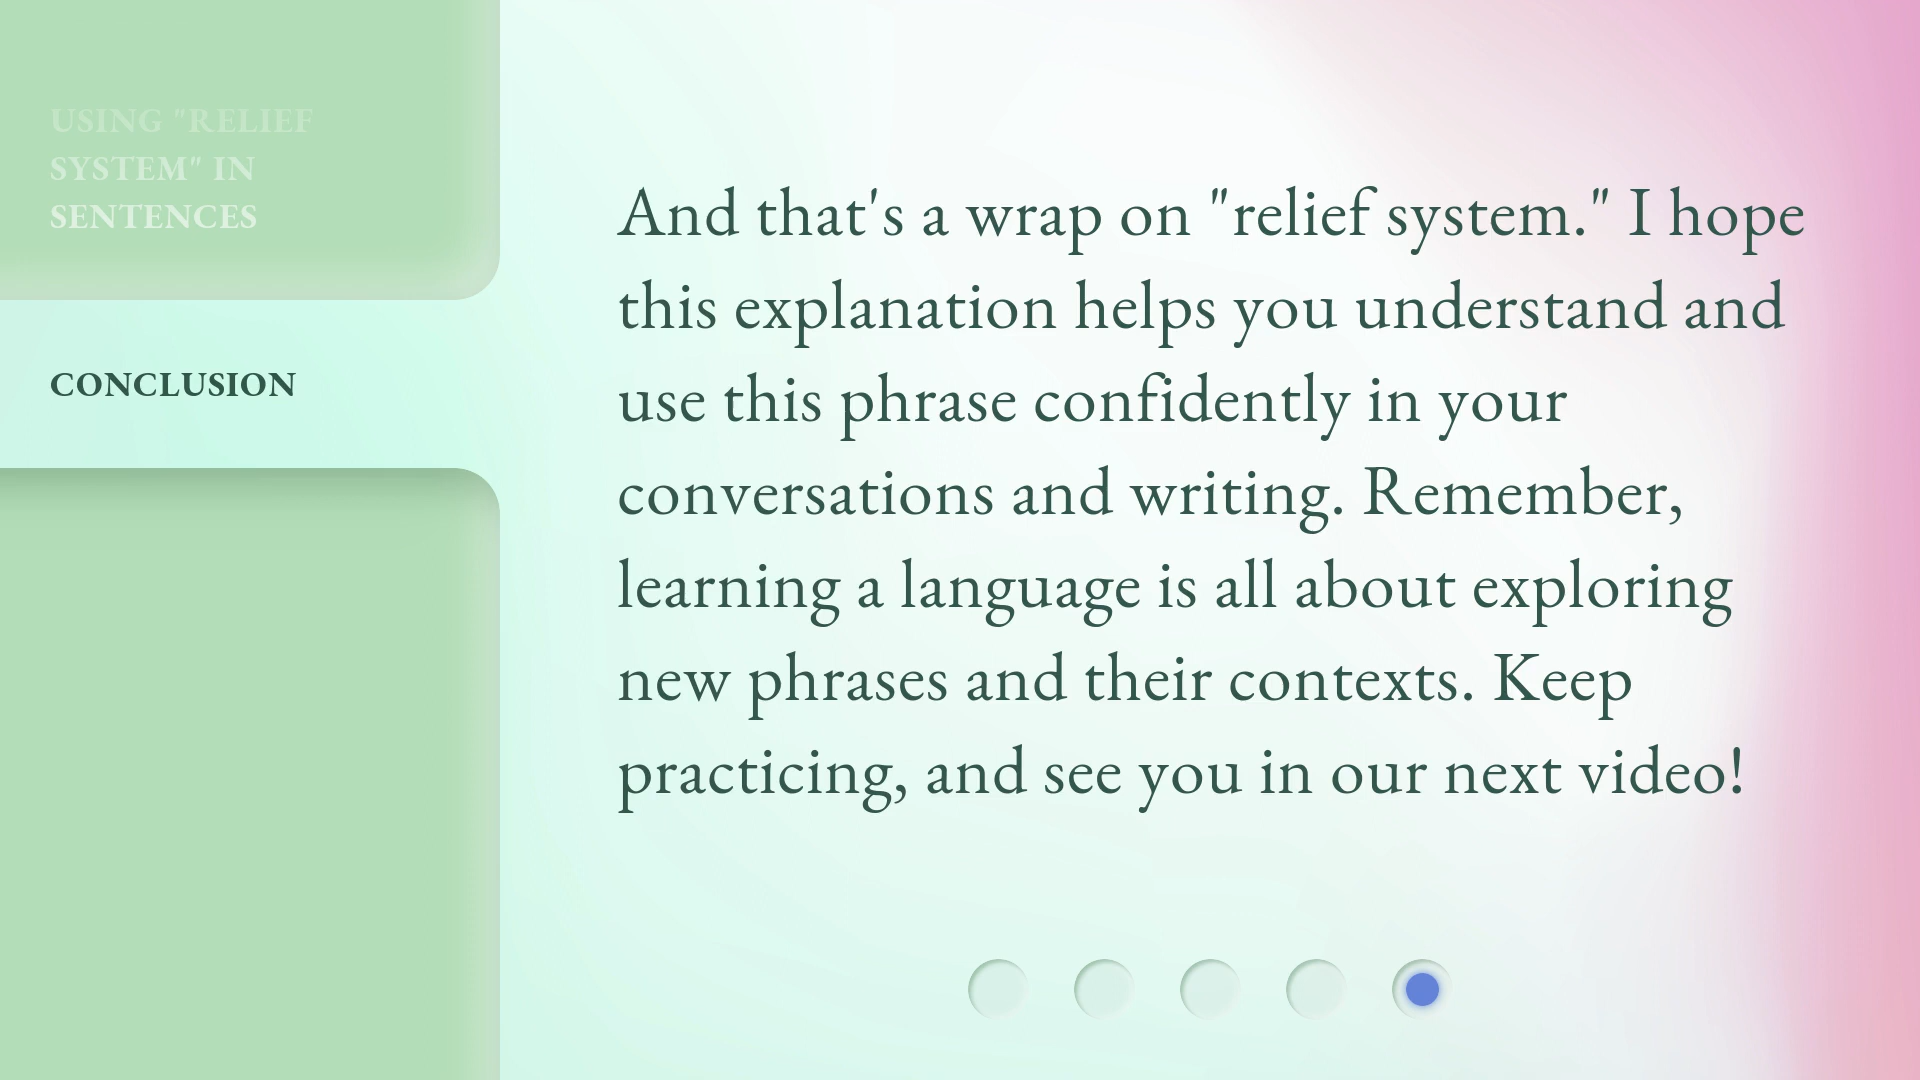 USING "RELIEF
SYSTEM" IN
SENTENCES
CONCLUSION
And that's a wrap on "relief system." I hope
this explanation helps you understand and
use this phrase confidently in your
conversations and writing. Remember,
learning a language is all about exploring
new phrases and their contexts. Keep
practicing, and see you in our next video!